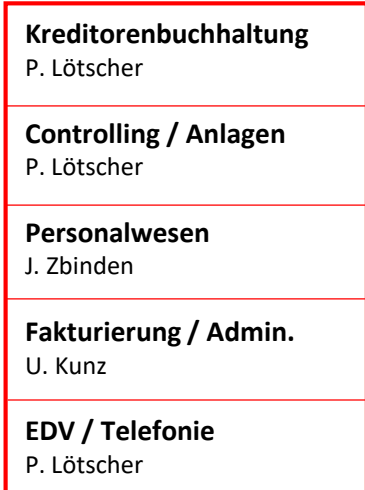 Kreditorenbuchhaltung
P. Lötscher
Controlling / Anlagen
P. Lötscher
Personalwesen
J. Zbinden
Fakturierung / Admin.
U. Kunz
EDV / Telefonie
P. Lötscher